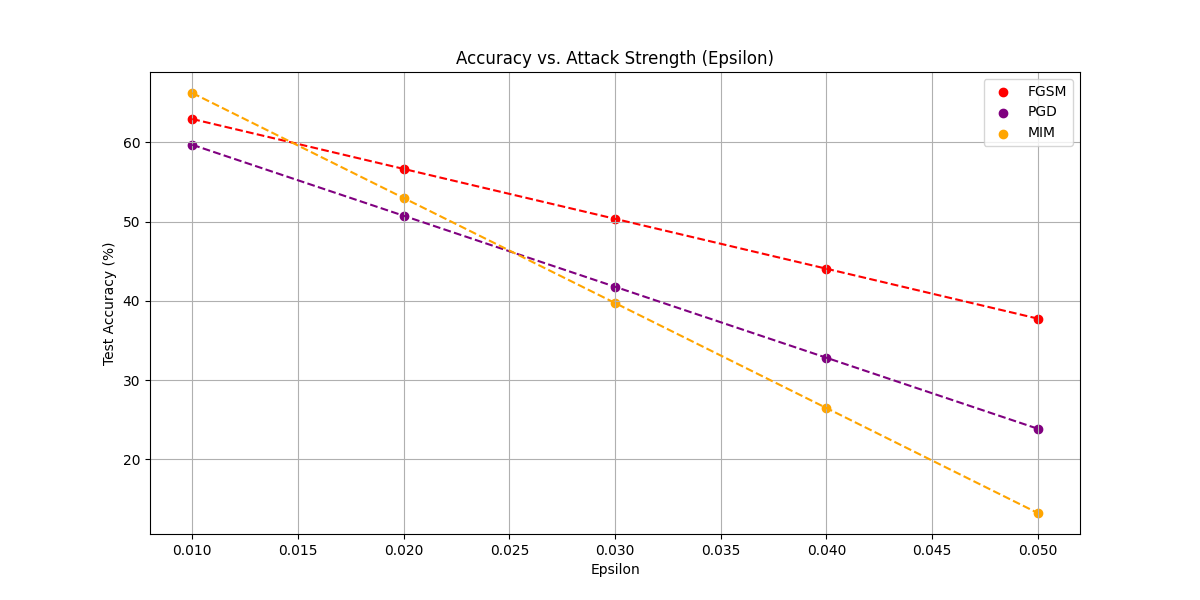 Accuracy vs. Attack Strength (Epsilon)
FGSM
PGD
MIM
Test Accuracy (%)
60
50
40
30
20
0.010 0.015 0.020 0.025 0.030 0.035 0.040 0.045 0.050
Epsilon